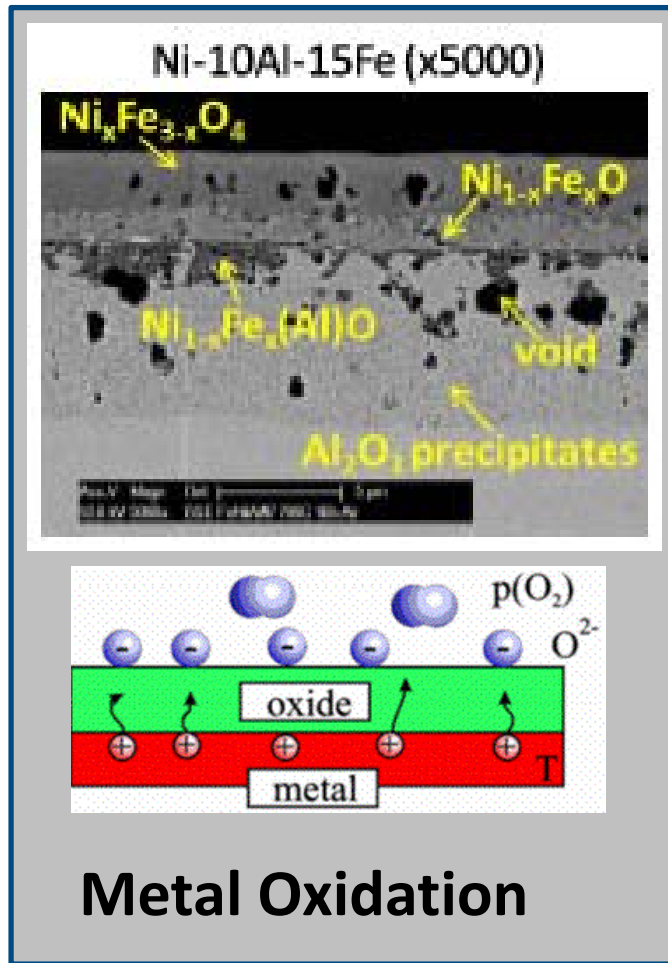 Ni-10Al-15Fe (x5000)
NiₓFe₃₋ₓO₄
Ni₁₋ₓFeₓO
Ni₁₋ₓFeₓ(Al)O
void
Al₂O₃ precipitates
p(O₂)
O²⁻
- - - - -
oxide
+ + + + +
T
metal
Metal Oxidation